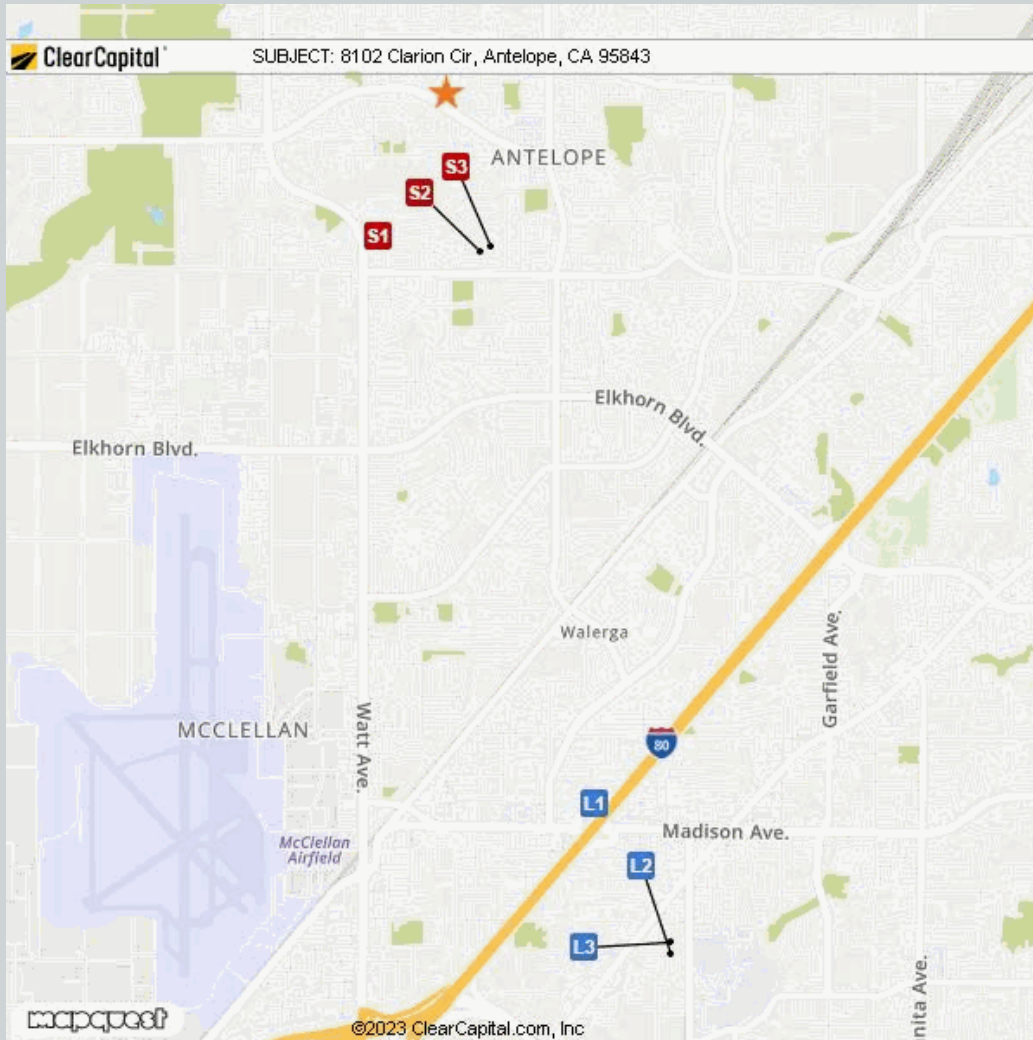 ClearCapital
SUBJECT: 8102 Clarion Cir, Antelope, CA 95843
ANTELOPE
S3
S2
S1
Elkhorn Blvd.
Elkhorn Blvd.
Walerga
Garfield Ave.
MCCLELLAN
Watt Ave.
80
L1
Madison Ave.
McClellan
Airfield
L2
L3
nita Ave.
mapquest
©2023 ClearCapital.com, Inc